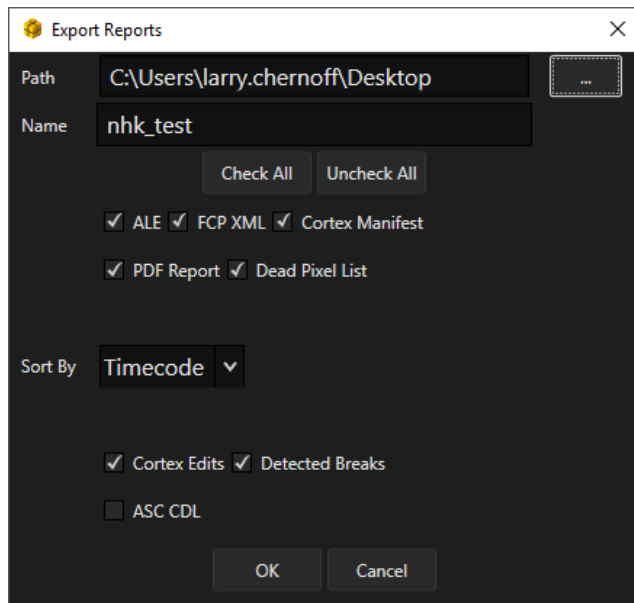 Export Reports
Path C:\Users\larry.chernoff\Desktop ...
Name nhk_test
Check All Uncheck All
ALE FCP XML Cortex Manifest
PDF Report Dead Pixel List
Sort By Timecode
Cortex Edits Detected Breaks
ASC CDL
OK Cancel